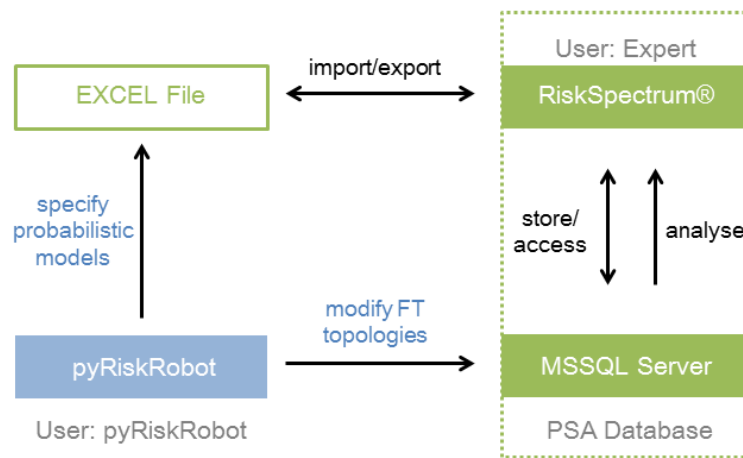 User: Expert
EXCEL File
import/export
RiskSpectrum®
specify
probabilistic
models
store/
access
analyse
modify FT
topologies
pyRiskRobot
MSSQL Server
User: pyRiskRobot
PSA Database